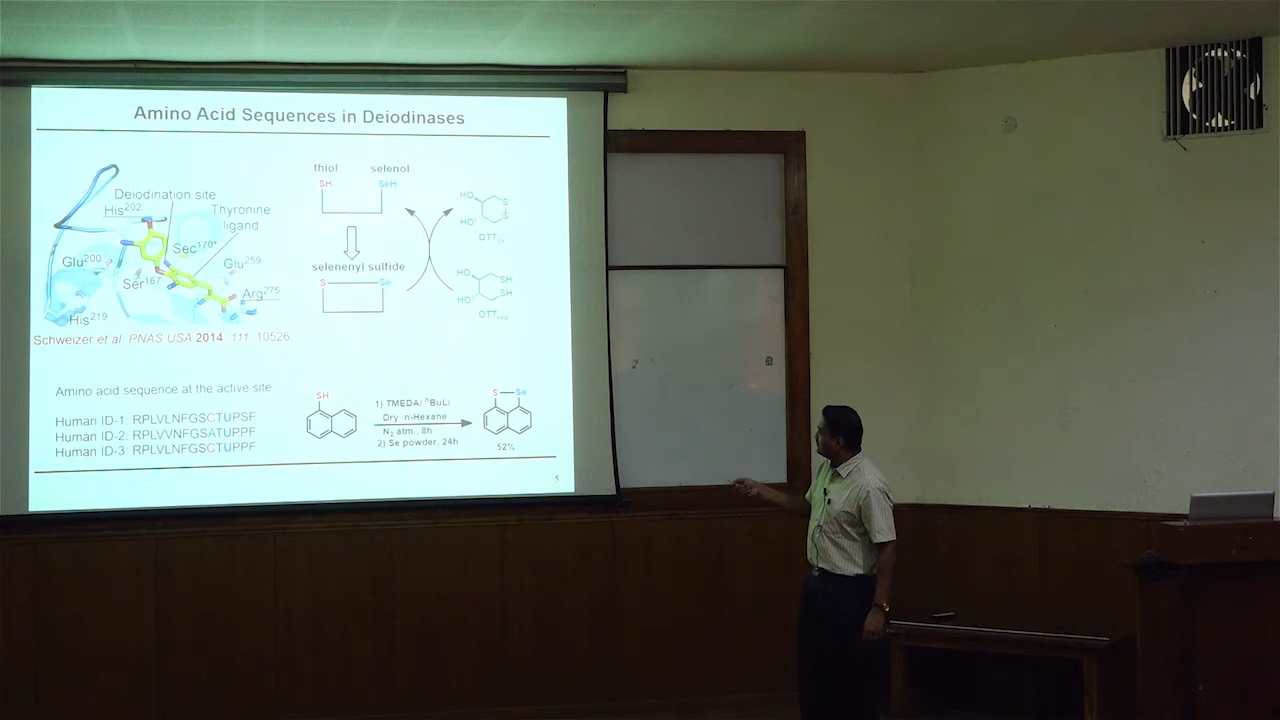 Amino Acid Sequences in Deiodinases
Deiodination site
His202
Thyronine
ligand
Sec170*
Glu200
Glu259
Ser167
Arg275
His219
Schweizer et al. PNAS.USA 2014 111 10526
thiol selenol
SH SeH
selenenyl sulfide
S Se
HO
HO
S
S
DTTox
HO
HO
SH
SH
DTTred
Amino acid sequence at the active site
Human ID-1: RPLVLNFGSCTUPSF
Human ID-2: RPLVVNFGSATUPPF
Human ID-3: RPLVLNFGSCTUPPF
SH
1) TMEDA/ nBuLi
Dry n-Hexane
N2 atm., 8h
2) Se powder, 24h
S Se
52%
5